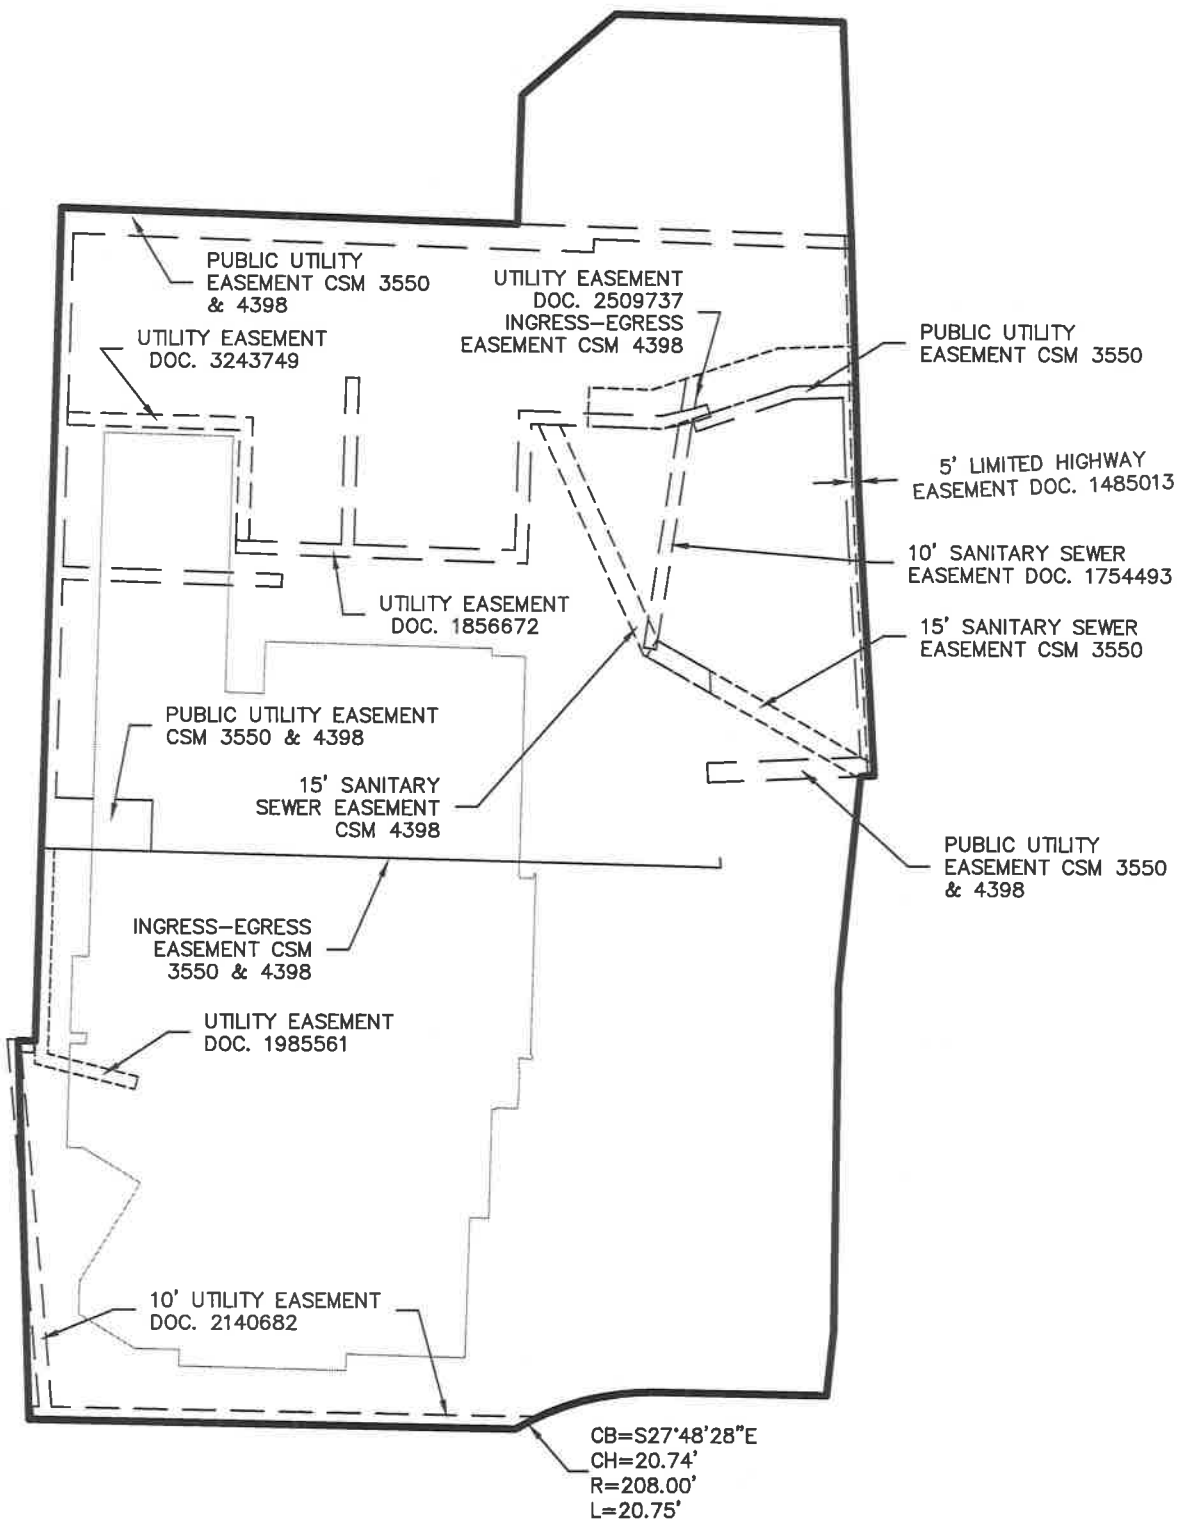 PUBLIC UTILITY
EASEMENT CSM 3550
& 4398
UTILITY EASEMENT
DOC. 2509737
INGRESS-EGRESS
EASEMENT CSM 4398
UTILITY EASEMENT
DOC. 3243749
PUBLIC UTILITY
EASEMENT CSM 3550
5' LIMITED HIGHWAY
EASEMENT DOC. 1485013
10' SANITARY SEWER
EASEMENT DOC. 1754493
UTILITY EASEMENT
DOC. 1856672
15' SANITARY SEWER
EASEMENT CSM 3550
PUBLIC UTILITY EASEMENT
CSM 3550 & 4398
15' SANITARY
SEWER EASEMENT
CSM 4398
PUBLIC UTILITY
EASEMENT CSM 3550
& 4398
INGRESS-EGRESS
EASEMENT CSM
3550 & 4398
UTILITY EASEMENT
DOC. 1985561
10' UTILITY EASEMENT
DOC. 2140682
CB=S27°48'28"E
CH=20.74'
R=208.00'
L=20.75'